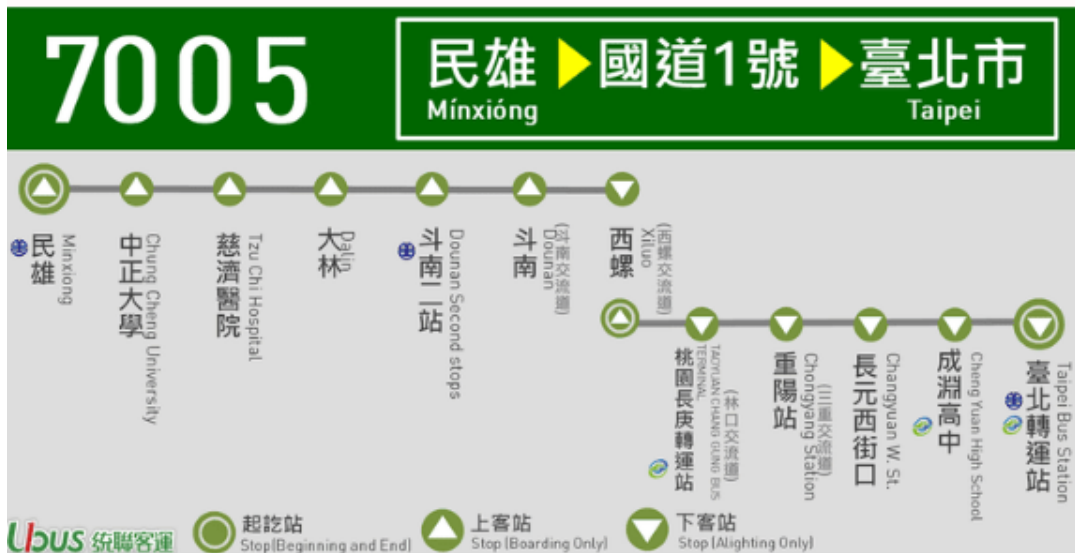 7005
民雄 ▶ 國道1號 ▶ 臺北市
Mínxióng Taipei
民雄
Minxiong
中正大學
Chung Cheng University
慈濟醫院
Tzu Chi Hospital
大林
Dalin
斗南二站
Dounan Second stops
斗南
Dounan
(斗南交流道)
西螺
Xiluo
(西螺交流道)
桃園長庚轉運站
TAOYUAN CHANG GUNG BUS
TERMINAL
(林口交流道)
重陽站
Chongyang Station
(三重交流道)
長元西街口
Changyuan W. St.
成淵高中
Cheng Yuan High School
臺北轉運站
Taipei Bus Station
Ubus 統聯客運
起訖站
Stop(Beginning and End)
上客站
Stop (Boarding Only)
下客站
Stop (Alighting Only)